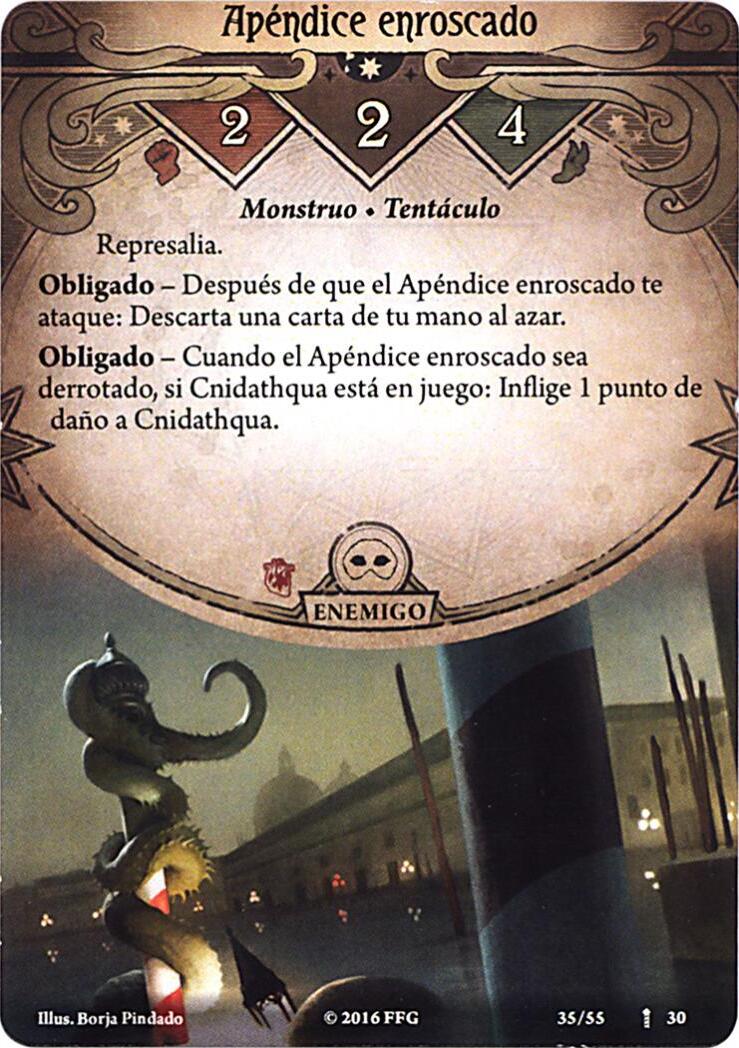 Apéndice enroscado
2 2 4
Monstruo • Tentáculo
Represalia.
Obligado – Después de que el Apéndice enroscado te
ataque: Descarta una carta de tu mano al azar.
Obligado – Cuando el Apéndice enroscado sea
derrotado, si Cnidathqua está en juego: Inflige 1 punto de
daño a Cnidathqua.
ENEMIGO
Illus. Borja Pindado © 2016 FFG 35/55 30